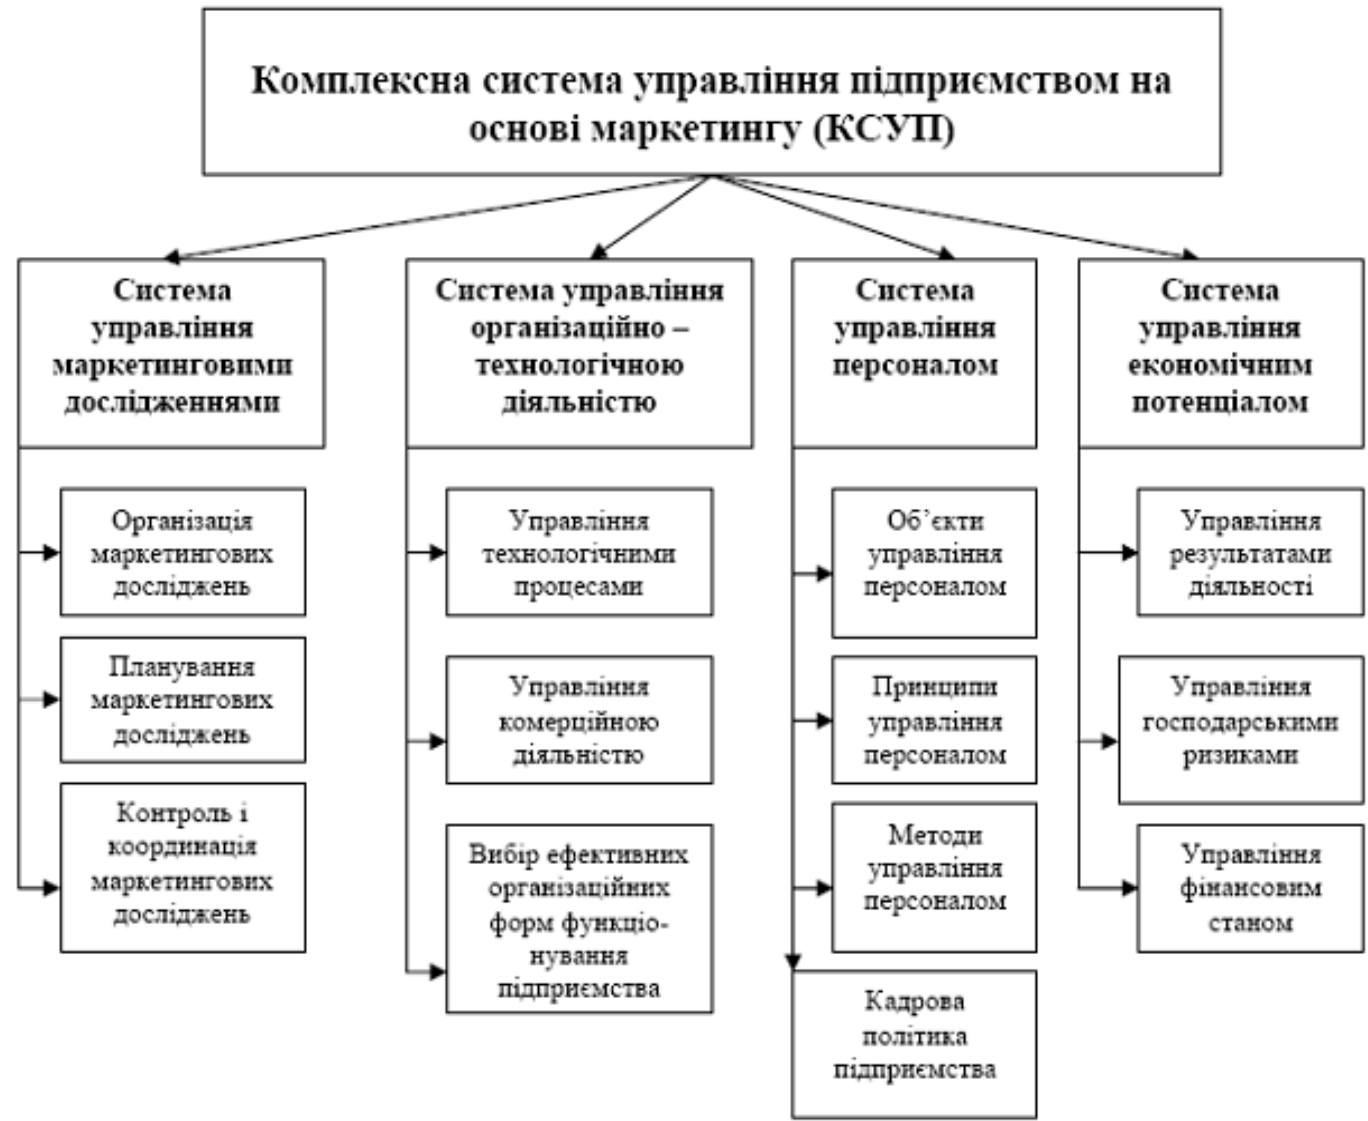 Комплексна система управління підприємством на
основі маркетингу (КСУП)
Система
управління
маркетинговими
дослідженнями
Організація
маркетингових
досліджень
Планування
маркетингових
досліджень
Контроль і
координація
маркетингових
досліджень
Система управління
організаційно –
технологічною
діяльністю
Управління
технологічними
процесами
Управління
комерційною
діяльністю
Вибір ефективних
організаційних
форм функціо-
нування
підприємства
Система
управління
персоналом
Об’єкти
управління
персоналом
Принципи
управління
персоналом
Методи
управління
персоналом
Кадрова
політика
підприємства
Система
управління
економічним
потенціалом
Управління
результатами
діяльності
Управління
господарськими
ризиками
Управління
фінансовим
станом